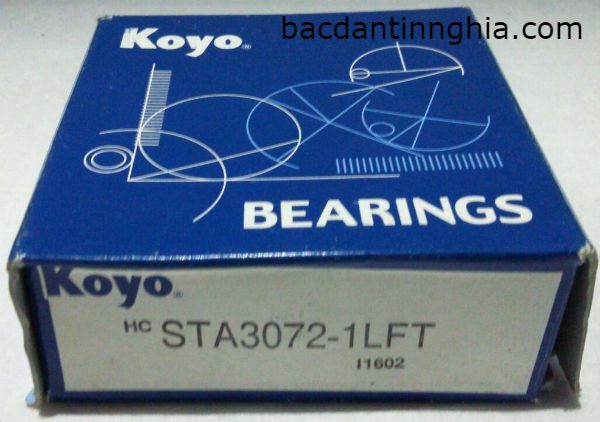 bacdantinnghia.com
Koyo®
BEARINGS
Koyo®
HC STA3072-1LFT
I1602